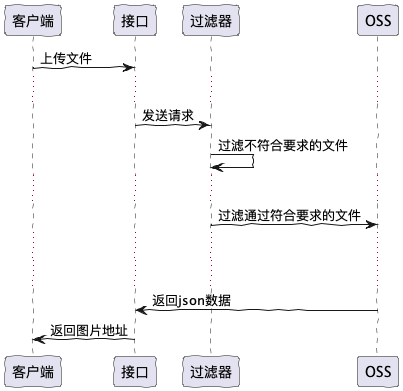 客户端 接口 过滤器 OSS
上传文件
发送请求
过滤不符合要求的文件
过滤通过符合要求的文件
返回json数据
返回图片地址
客户端 接口 过滤器 OSS